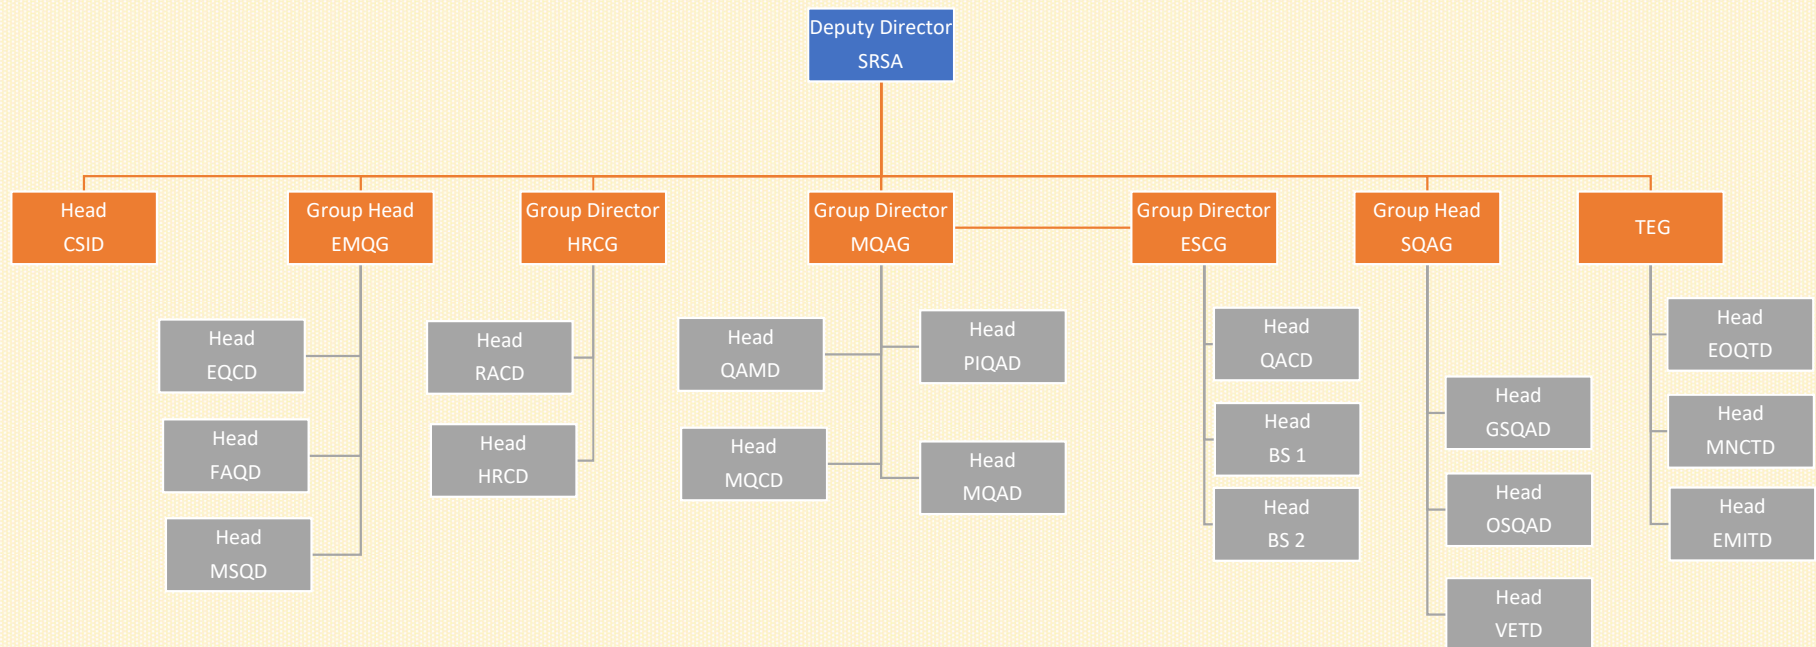 Deputy Director
SRSA
Head
CSID
Group Head
EMQG
Group Director
HRCG
Group Director
MQAG
Group Director
ESCG
Group Head
SQAG
TEG
Head
EQCD
Head
FAQD
Head
MSQD
Head
RACD
Head
HRCD
Head
QAMD
Head
MQCD
Head
PIQAD
Head
MQAD
Head
QACD
Head
BS 1
Head
BS 2
Head
GSQAD
Head
OSQAD
Head
VETD
Head
EOQTD
Head
MNCTD
Head
EMITD